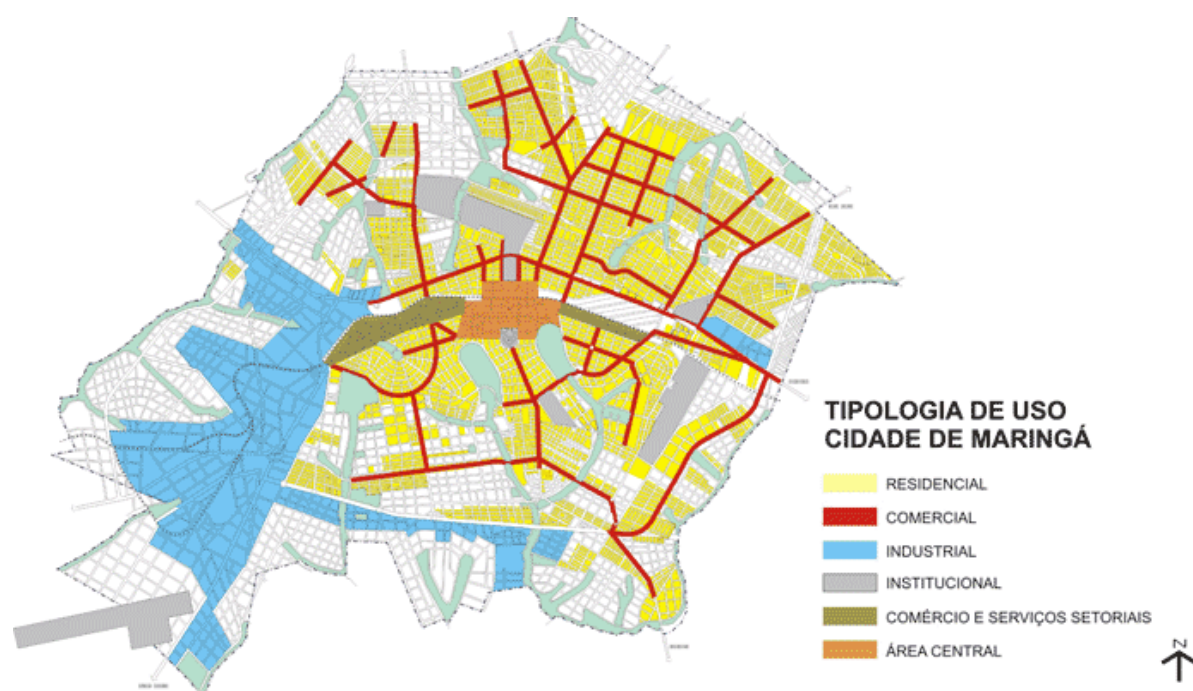 TIPOLOGIA DE USO
CIDADE DE MARINGÁ
RESIDENCIAL
COMERCIAL
INDUSTRIAL
INSTITUCIONAL
COMÉRCIO E SERVIÇOS SETORIAIS
ÁREA CENTRAL
N